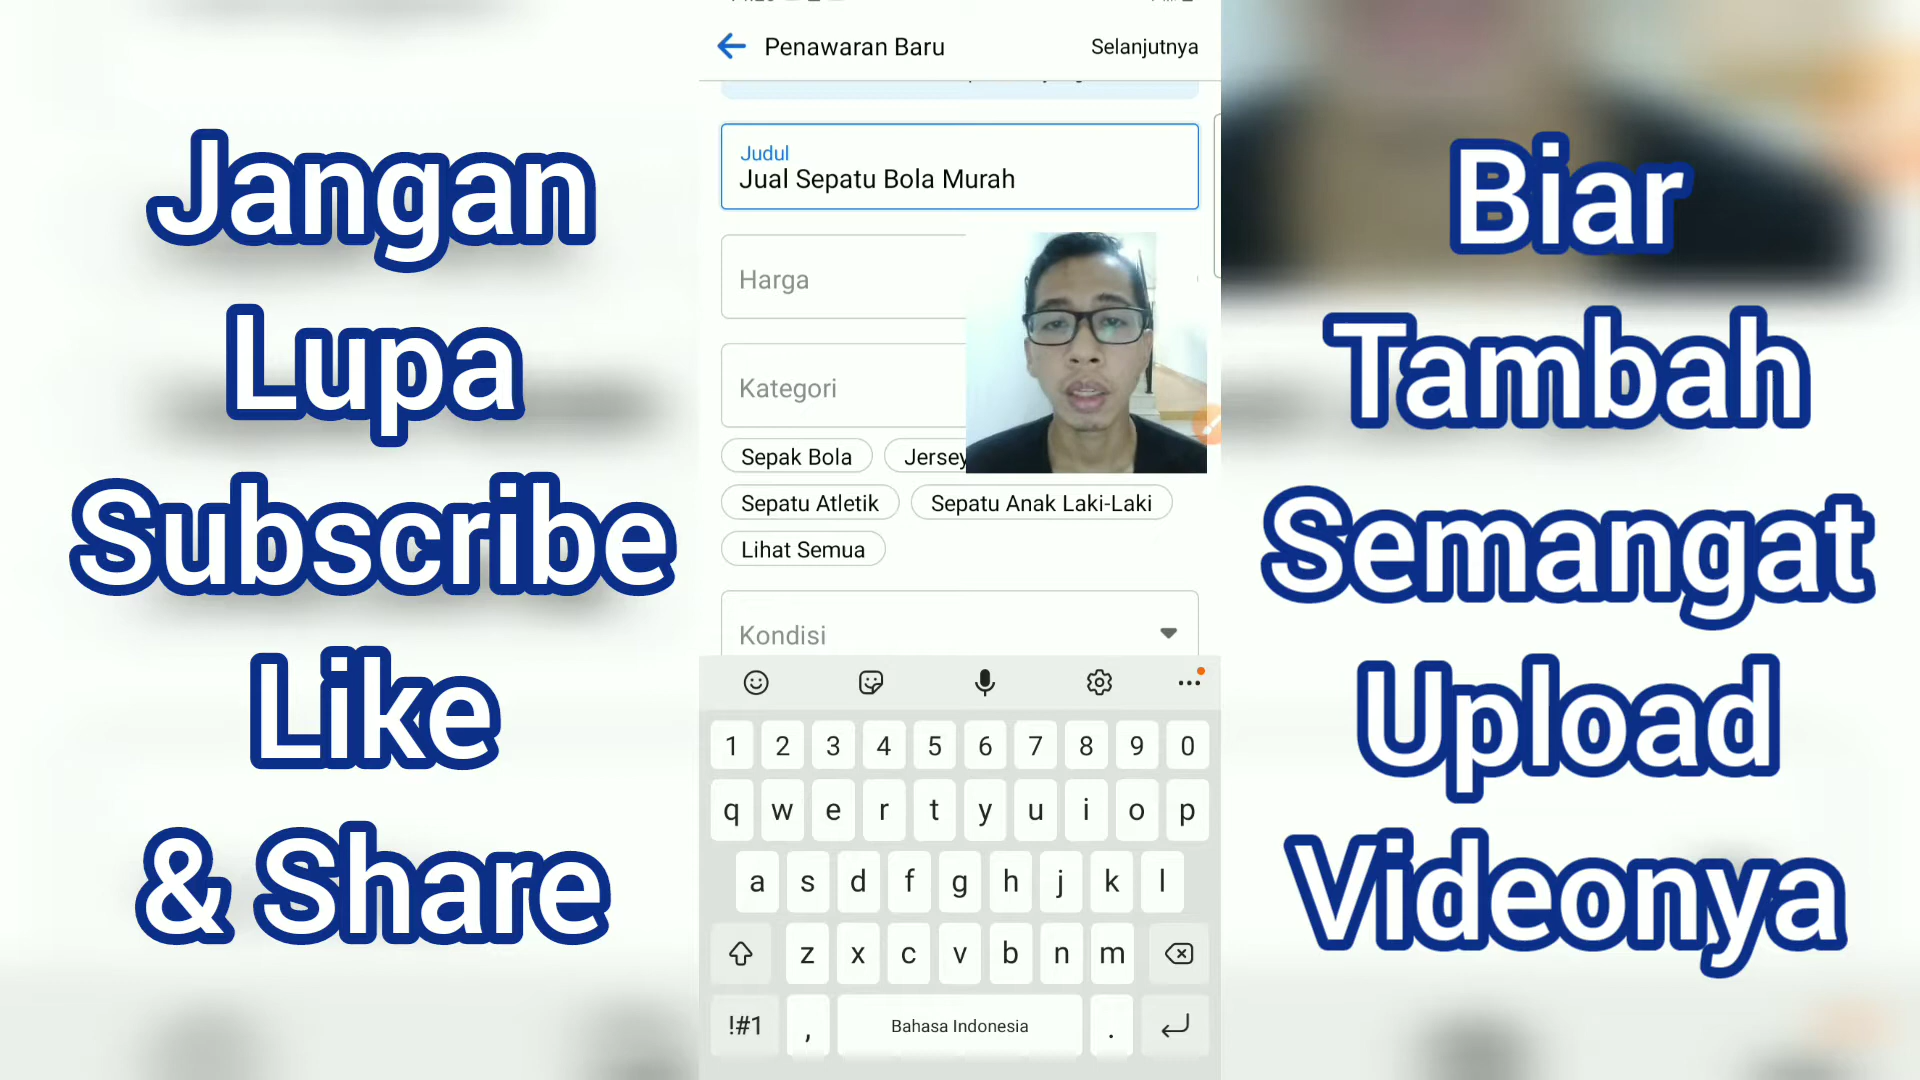 Jangan
Lupa
Subscribe
Like
& Share
Penawaran Baru
Selanjutnya
Judul
Jual Sepatu Bola Murah
Harga
Kategori
Sepak Bola
Jersey
Sepatu Atletik
Sepatu Anak Laki-Laki
Lihat Semua
Kondisi
1 2 3 4 5 6 7 8 9 0
q w e r t y u i o p
a s d f g h j k l
z x c v b n m
!#1 , Bahasa Indonesia .
Biar
Tambah
Semangat
Upload
Videonya